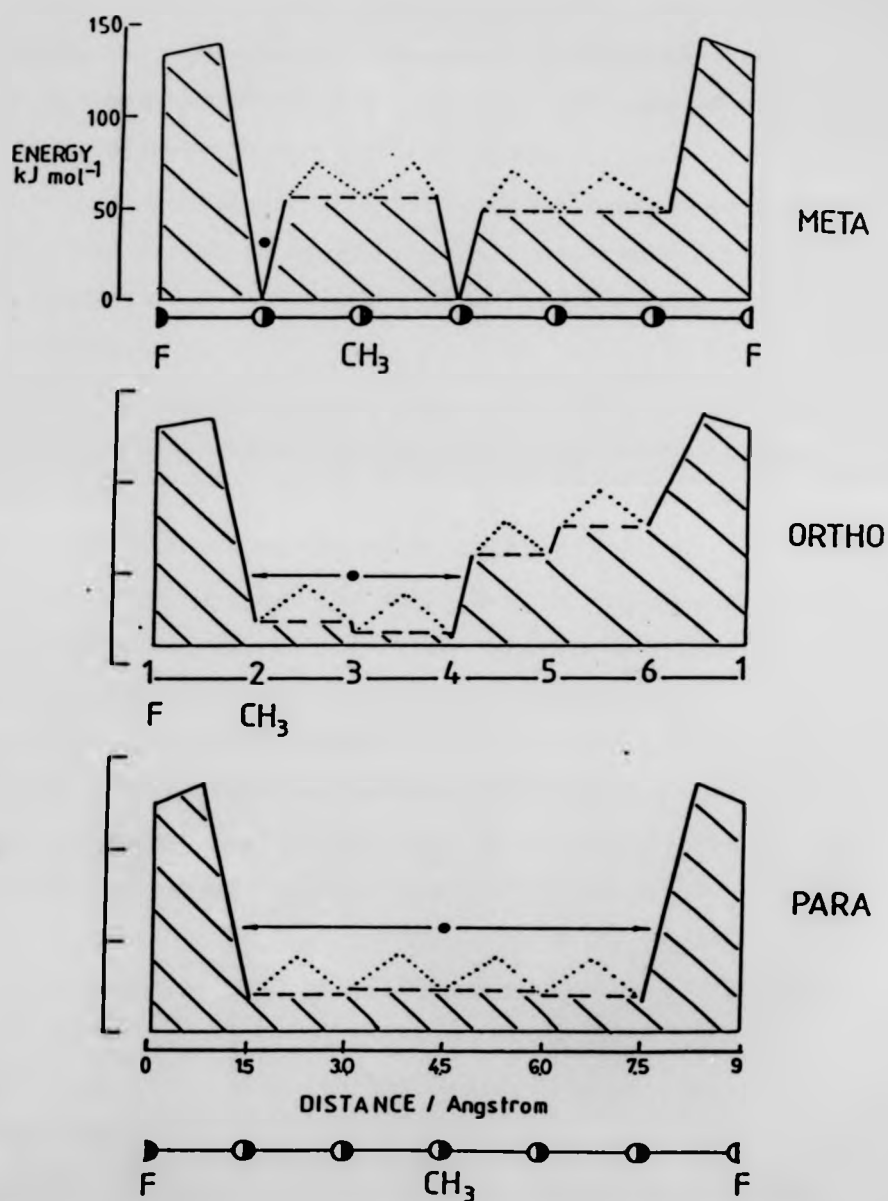 150
100
ENERGY
kJ mol⁻¹
50
0
META
F CH₃ F
ORTHO
1 2 3 4 5 6 1
F CH₃
PARA
0 1.5 3.0 4.5 6.0 7.5 9
DISTANCE / Angstrom
F CH₃ F